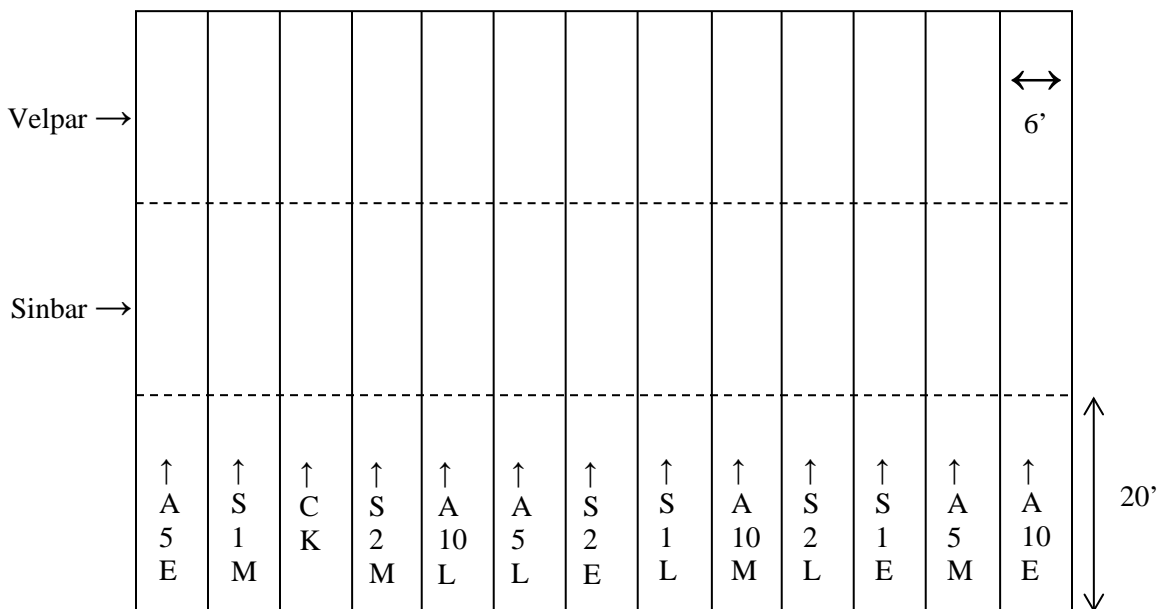 Velpar →
6’
Sinbar →
20’
↑ ↑ ↑ ↑ ↑ ↑ ↑ ↑ ↑ ↑ ↑ ↑ ↑
A S C S A A S S A S S A A
5 1 K 2 10 5 2 1 10 2 1 5 10
E M M L L E L M L E M E